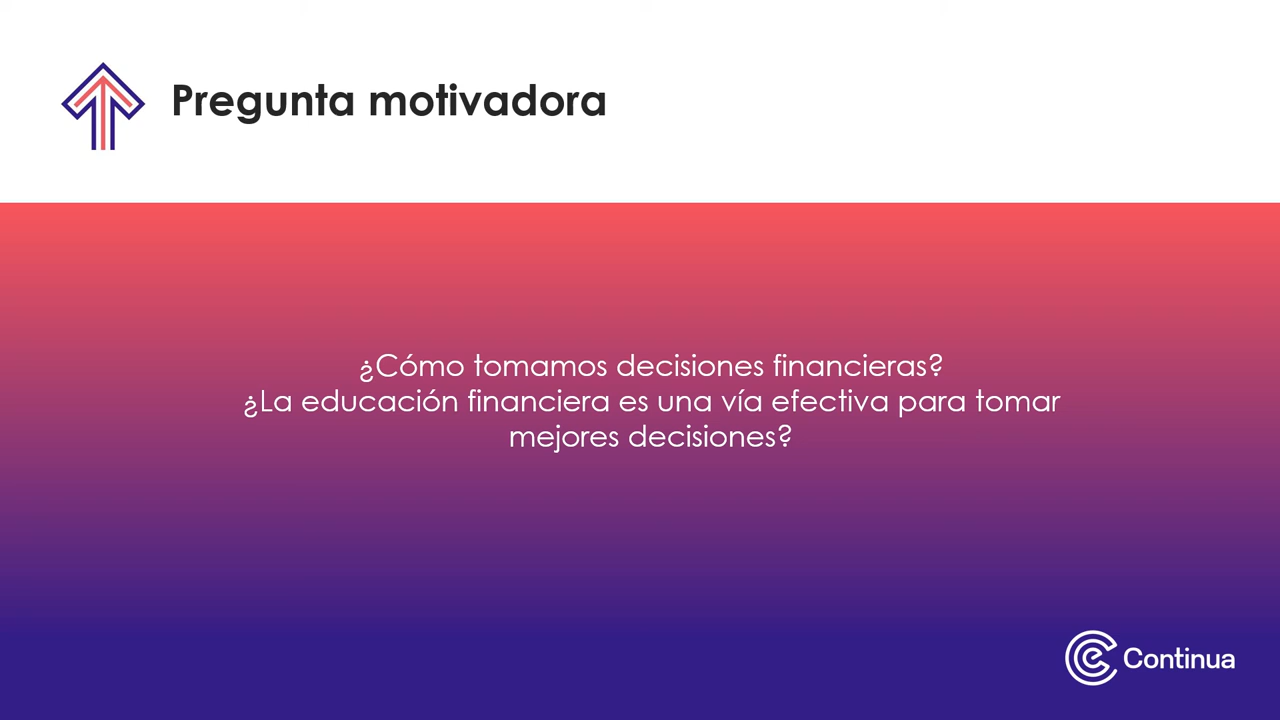 Pregunta motivadora
¿Cómo tomamos decisiones financieras?
¿La educación financiera es una vía efectiva para tomar
mejores decisiones?
Continua